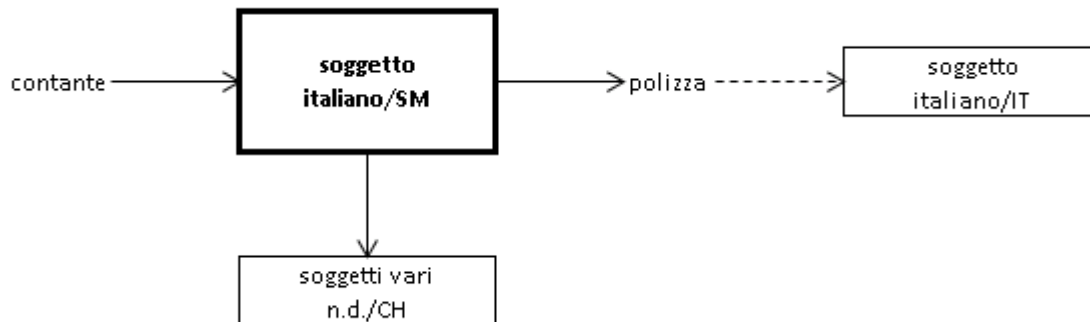 contante
soggetto
italiano/SM
polizza
soggetto
italiano/IT
soggetti vari
n.d./CH